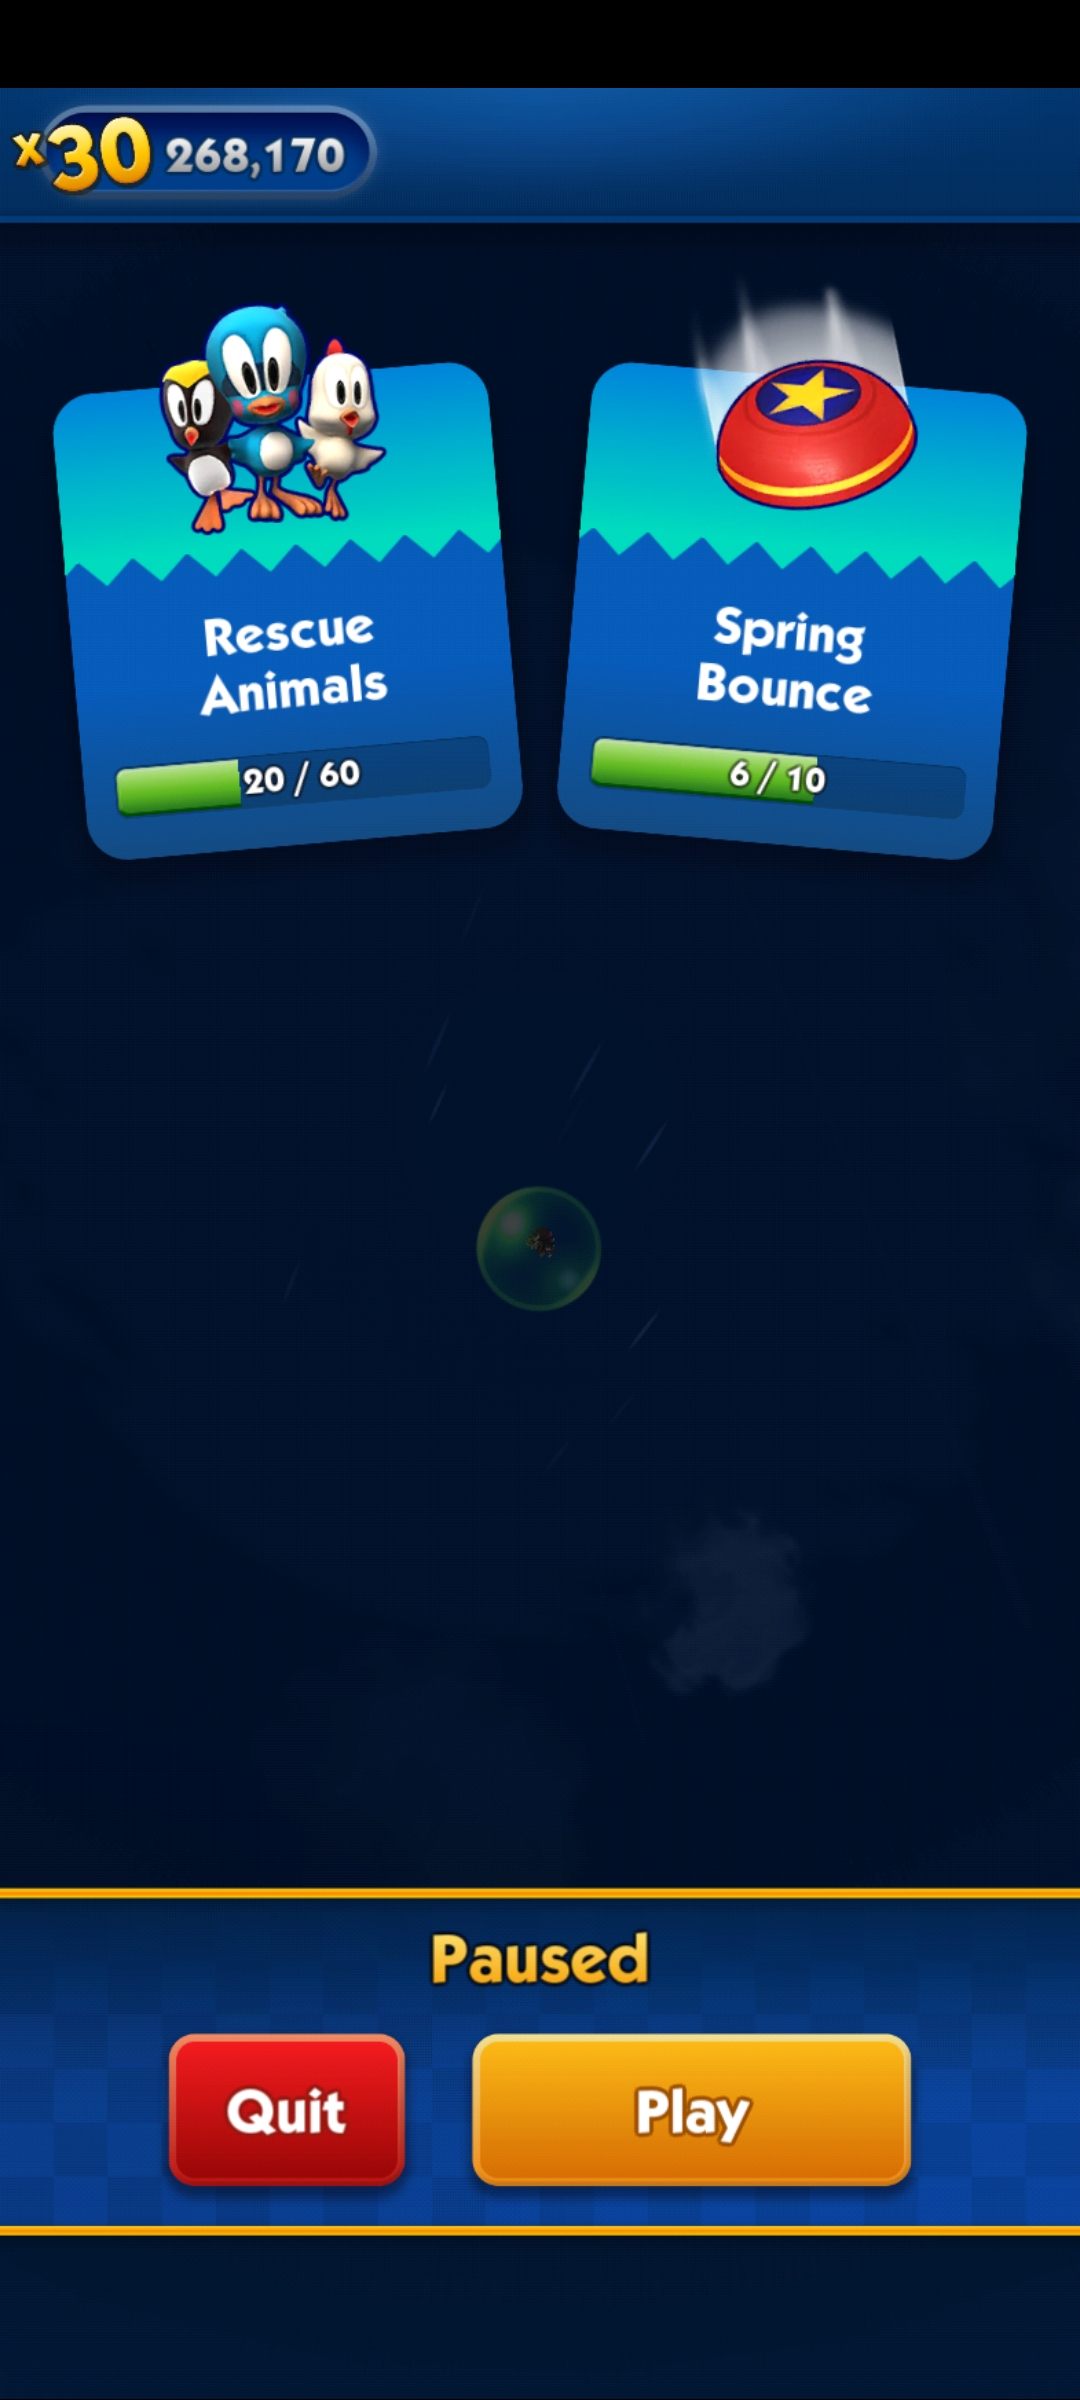 x30 268,170
Rescue
Animals
20 / 60
Spring
Bounce
6 / 10
Paused
Quit
Play